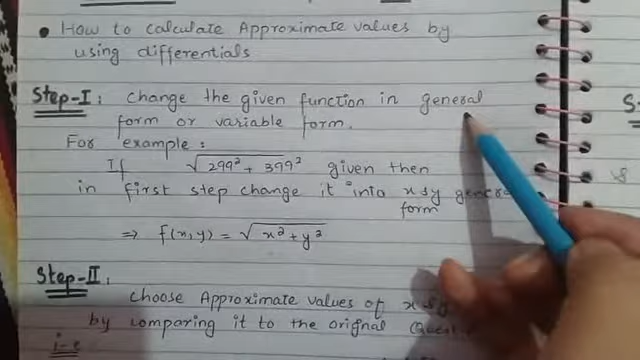 • How to calculate Approximate values by
using differentials
Step-I: change the given function in general
form or variable form.
For example:
If √299² + 399² given then
in first step change it into x & y
form
⇒ f(x,y) = √x² + y²
Step-II:
choose Approximate values of x &
by comparing it to the original
i-e